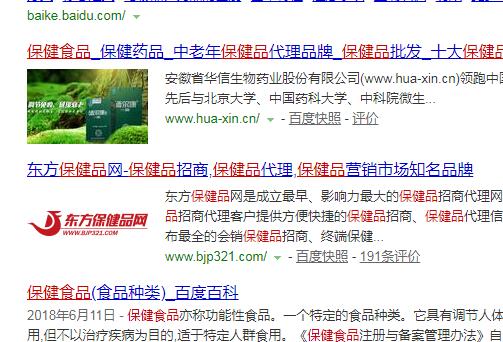 baike.baidu.com/
保健食品_保健药品_中老年保健品代理品牌_保健品批发_十大保健品
安徽省华信生物药业股份有限公司(www.hua-xin.cn)领跑中国
先后与北京大学、中国药科大学、中科院微生...
www.hua-xin.cn/ - 百度快照 - 评价
东方保健品网-保健品招商,保健品代理,保健品营销市场知名品牌
东方保健品网是成立最早、影响力最大的保健品招商代理网
品招商代理客户提供方便快捷的保健品招商、保健品代理信
布最全的会销保健品招商、终端保健...
东方保健品网
WWW.BJP321.COM
www.bjp321.com/ - 百度快照 - 191条评价
保健食品(食品种类)_百度百科
2018年6月11日 - 保健食品亦称功能性食品。一个特定的食品种类。它具有调节人体
用,但不以治疗疾病为目的,适于特定人群食用。《保健食品注册与备案管理办法》自